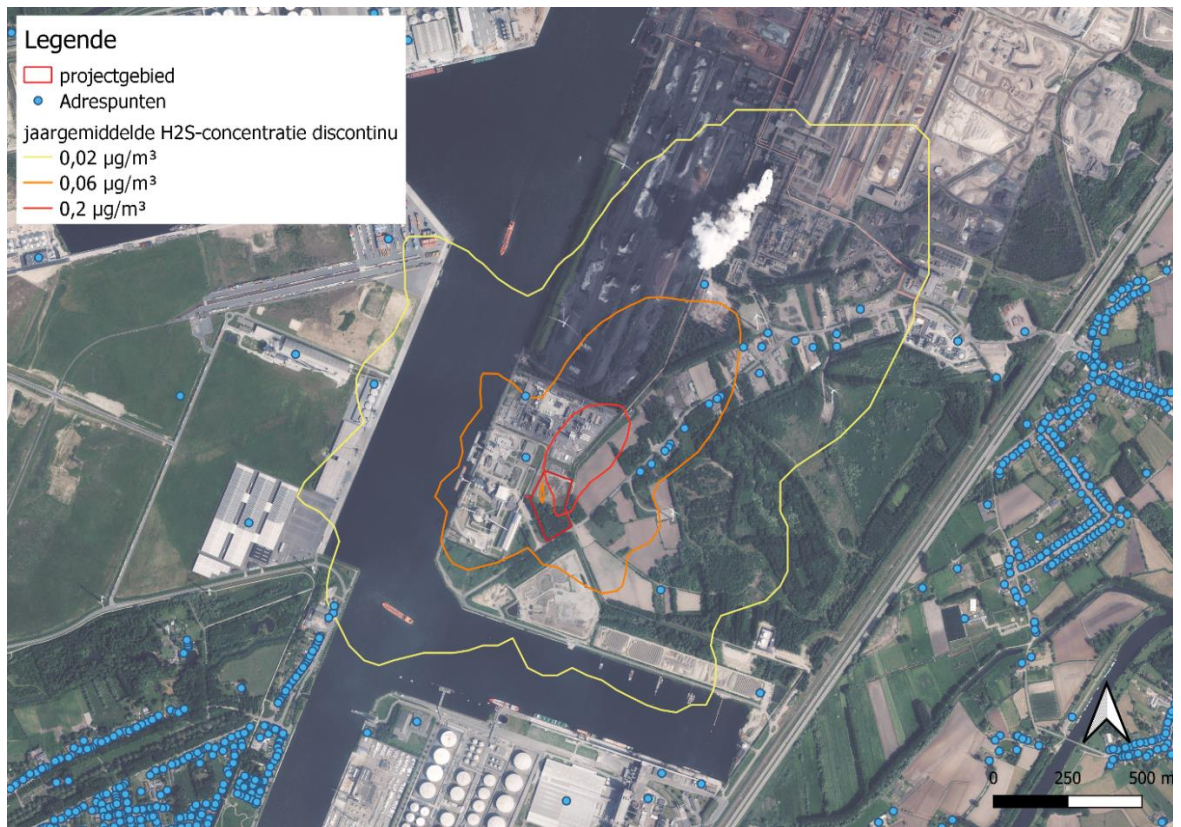 Legende
projectgebied
Adrespunten
jaargemiddelde H2S-concentratie discontinu
0,02 µg/m³
0,06 µg/m³
0,2 µg/m³
0 250 500 m